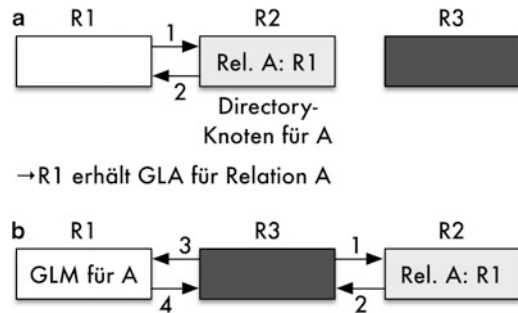 a
R1 R2 R3
1
Rel. A: R1
2
Directory-
Knoten für A
→R1 erhält GLA für Relation A
b
R1 R3 R2
3 1
GLM für A Rel. A: R1
4 2